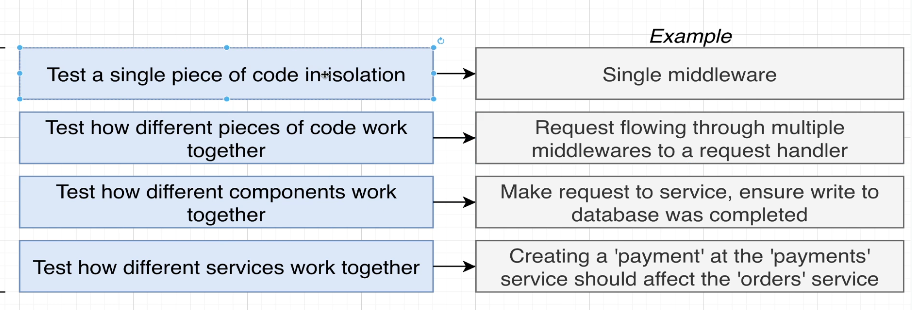 Example
Test a single piece of code in isolation
Single middleware
Test how different pieces of code work
together
Request flowing through multiple
middlewares to a request handler
Test how different components work
together
Make request to service, ensure write to
database was completed
Test how different services work together
Creating a 'payment' at the 'payments'
service should affect the 'orders' service